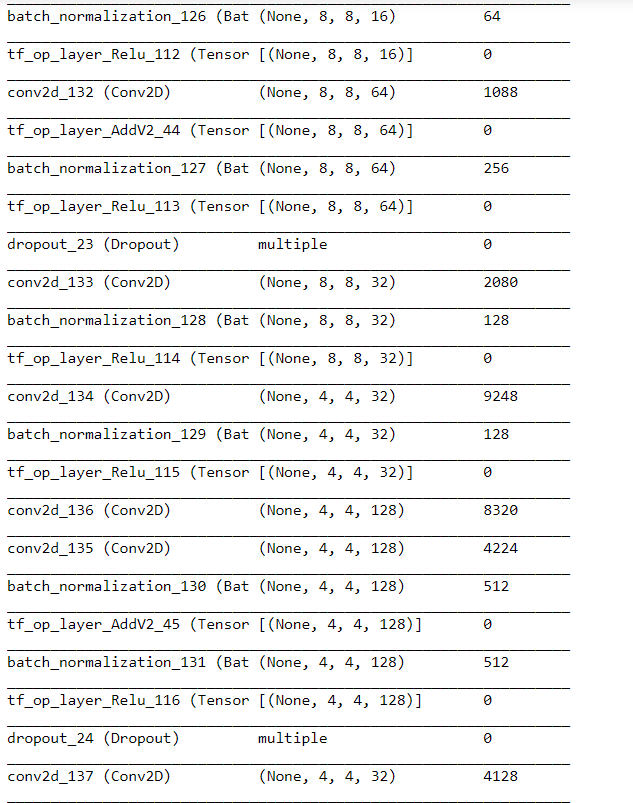 batch_normalization_126 (Bat (None, 8, 8, 16) 64
tf_op_layer_Relu_112 (Tensor [(None, 8, 8, 16)] 0
conv2d_132 (Conv2D) (None, 8, 8, 64) 1088
tf_op_layer_AddV2_44 (Tensor [(None, 8, 8, 64)] 0
batch_normalization_127 (Bat (None, 8, 8, 64) 256
tf_op_layer_Relu_113 (Tensor [(None, 8, 8, 64)] 0
dropout_23 (Dropout) multiple 0
conv2d_133 (Conv2D) (None, 8, 8, 32) 2080
batch_normalization_128 (Bat (None, 8, 8, 32) 128
tf_op_layer_Relu_114 (Tensor [(None, 8, 8, 32)] 0
conv2d_134 (Conv2D) (None, 4, 4, 32) 9248
batch_normalization_129 (Bat (None, 4, 4, 32) 128
tf_op_layer_Relu_115 (Tensor [(None, 4, 4, 32)] 0
conv2d_136 (Conv2D) (None, 4, 4, 128) 8320
conv2d_135 (Conv2D) (None, 4, 4, 128) 4224
batch_normalization_130 (Bat (None, 4, 4, 128) 512
tf_op_layer_AddV2_45 (Tensor [(None, 4, 4, 128)] 0
batch_normalization_131 (Bat (None, 4, 4, 128) 512
tf_op_layer_Relu_116 (Tensor [(None, 4, 4, 128)] 0
dropout_24 (Dropout) multiple 0
conv2d_137 (Conv2D) (None, 4, 4, 32) 4128